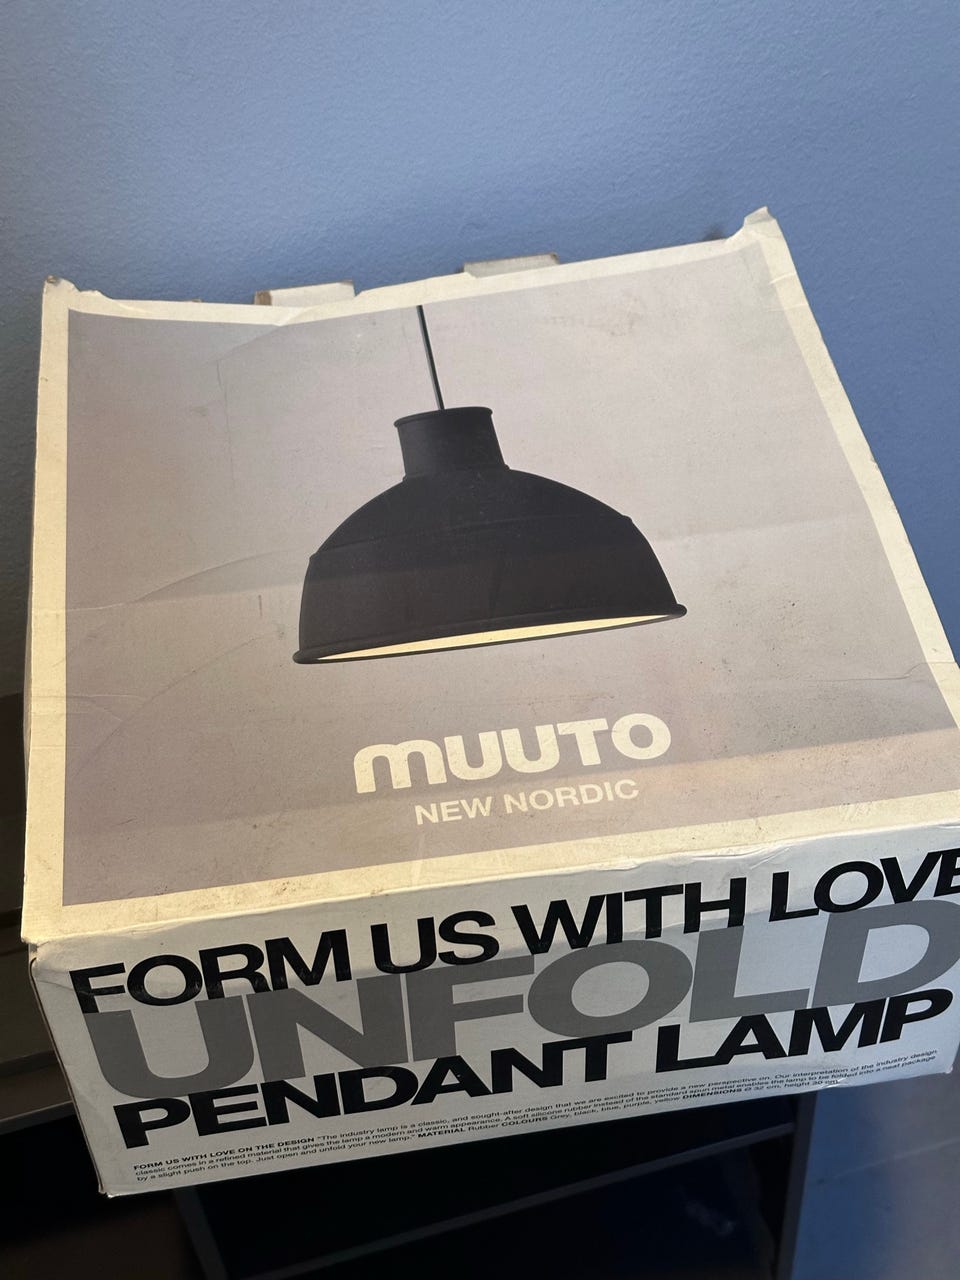 muuto
NEW NORDIC
FORM US WITH LOVE
UNFOLD
PENDANT LAMP
FORM US WITH LOVE ON THE DESIGN "The industry lamp is a classic, and sought-after design that we are excited to provide a new perspective on. Our interpretation of the industry design
classic comes in a refined material that gives the lamp a modern and warm appearance. A soft silicone rubber instead of the standard spun metal enables the lamp to be folded into a neat package
by a slight push on the top. Just open and unfold your new lamp." MATERIAL Rubber COLOURS Grey, black, blue, purple, yellow DIMENSIONS Ø 32 cm, height 30 cm